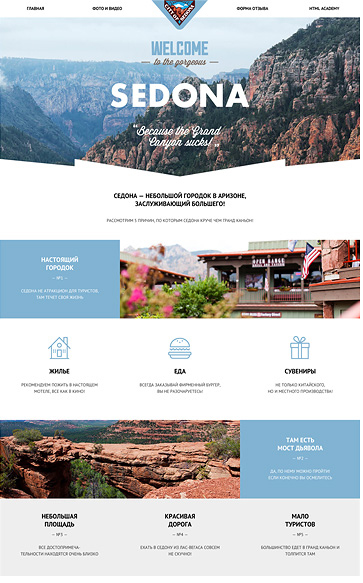 ГЛАВНАЯ ФОТО И ВИДЕО ФОРМА ОТЗЫВА HTML ACADEMY
WELCOME
— to the gorgeous —
SEDONA
"Because the Grand
Canyon sucks!"
СЕДОНА — НЕБОЛЬШОЙ ГОРОДОК В АРИЗОНЕ,
ЗАСЛУЖИВАЮЩИЙ БОЛЬШЕГО!
РАССМОТРИМ 5 ПРИЧИН, ПО КОТОРЫМ СЕДОНА КРУЧЕ ЧЕМ ГРАНД КАНЬОН!
НАСТОЯЩИЙ
ГОРОДОК
— №1 —
СЕДОНА НЕ АТТРАКЦИОН ДЛЯ ТУРИСТОВ,
ТАМ ТЕЧЕТ СВОЯ ЖИЗНЬ
OPEN RANGE
ЖИЛЬЕ
РЕКОМЕНДУЕМ ПОЖИТЬ В НАСТОЯЩЕМ
МОТЕЛЕ, ВСЕ КАК В КИНО!
ЕДА
ВСЕГДА ЗАКАЗЫВАЙ ФИРМЕННЫЙ БУРГЕР,
ВЫ НЕ РАЗОЧАРУЕТЕСЬ!
СУВЕНИРЫ
НЕ ТОЛЬКО КИТАЙСКОГО,
НО И МЕСТНОГО ПРОИЗВОДСТВА!
ТАМ ЕСТЬ
МОСТ ДЬЯВОЛА
— №2 —
ДА, ПО НЕМУ МОЖНО ПРОЙТИ!
ЕСЛИ КОНЕЧНО ВЫ ОСМЕЛИТЕСЬ
НЕБОЛЬШАЯ
ПЛОЩАДЬ
— №3 —
ВСЕ ДОСТОПРИМЕЧА-
ТЕЛЬНОСТИ НАХОДЯТСЯ ОЧЕНЬ БЛИЗКО
КРАСИВАЯ
ДОРОГА
— №4 —
ЕХАТЬ В СЕДОНУ ИЗ ЛАС-ВЕГАСА СОВСЕМ
НЕ СКУЧНО!
МАЛО
ТУРИСТОВ
— №5 —
БОЛЬШИНСТВО ЕДЕТ В ГРАНД КАНЬОН И
ТОЛПИТСЯ ТАМ